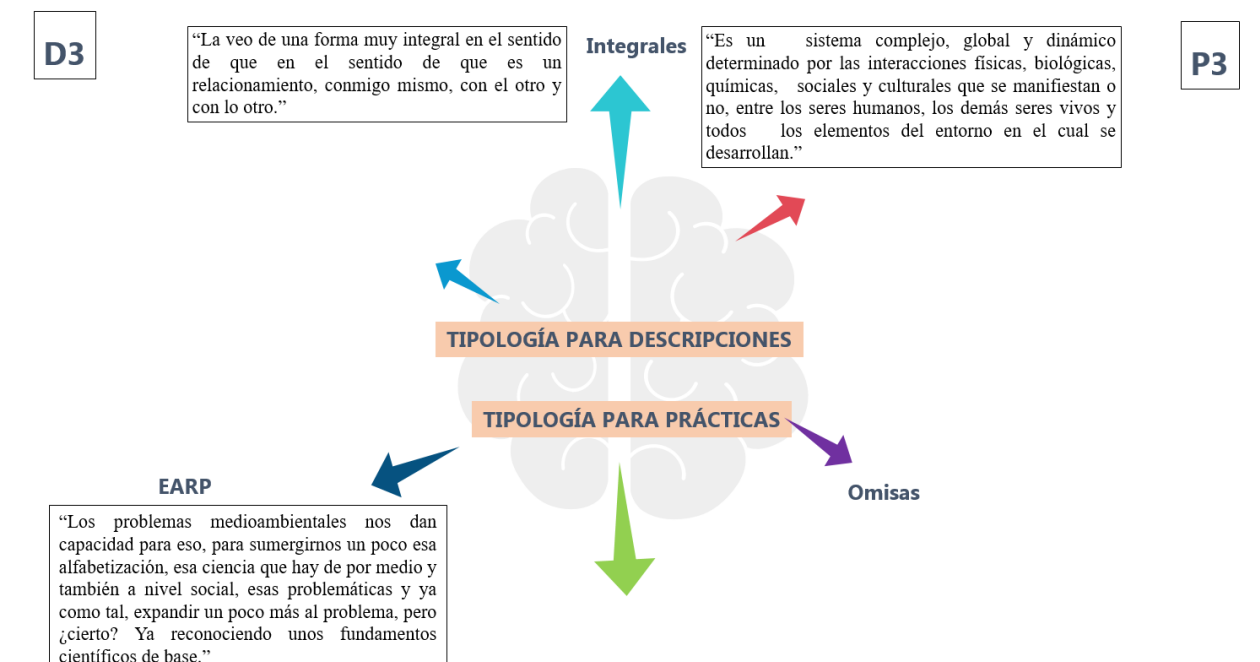 D3
“La veo de una forma muy integral en el sentido
de que en el sentido de que es un
relacionamiento, conmigo mismo, con el otro y
con lo otro.”
Integrales
“Es un sistema complejo, global y dinámico
determinado por las interacciones físicas, biológicas,
químicas, sociales y culturales que se manifiestan o
no, entre los seres humanos, los demás seres vivos y
todos los elementos del entorno en el cual se
desarrollan.”
P3
TIPOLOGÍA PARA DESCRIPCIONES
TIPOLOGÍA PARA PRÁCTICAS
EARP
“Los problemas medioambientales nos dan
capacidad para eso, para sumergirnos un poco esa
alfabetización, esa ciencia que hay de por medio y
también a nivel social, esas problemáticas y ya
como tal, expandir un poco más al problema, pero
¿cierto? Ya reconociendo unos fundamentos
científicos de base.”
Omisas